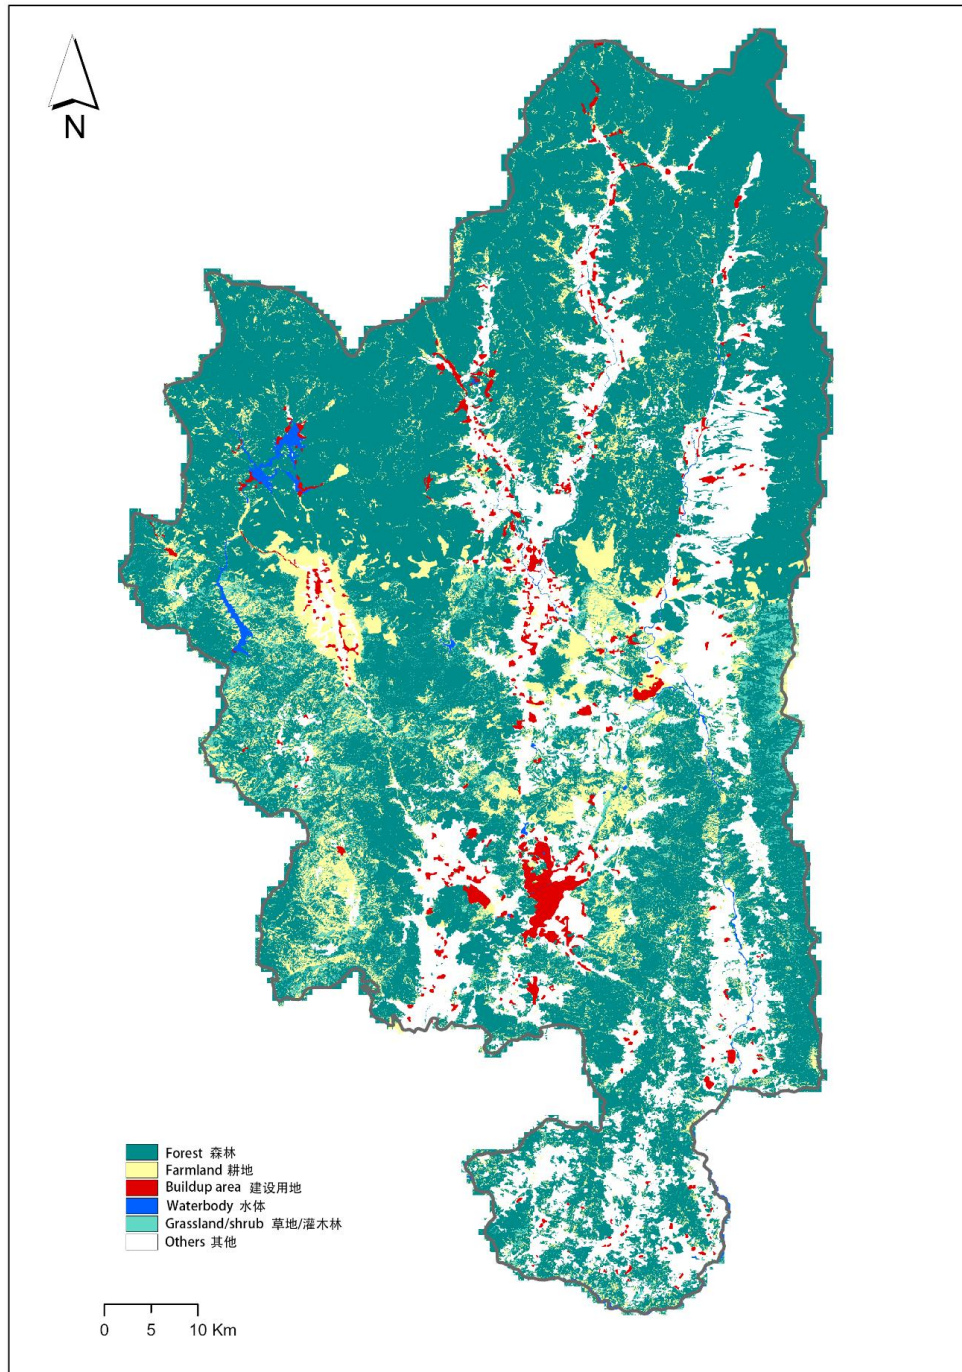 N
Forest 森林
Farmland 耕地
Buildup area 建设用地
Waterbody 水体
Grassland/shrub 草地/灌木林
Others 其他
0 5 10 Km